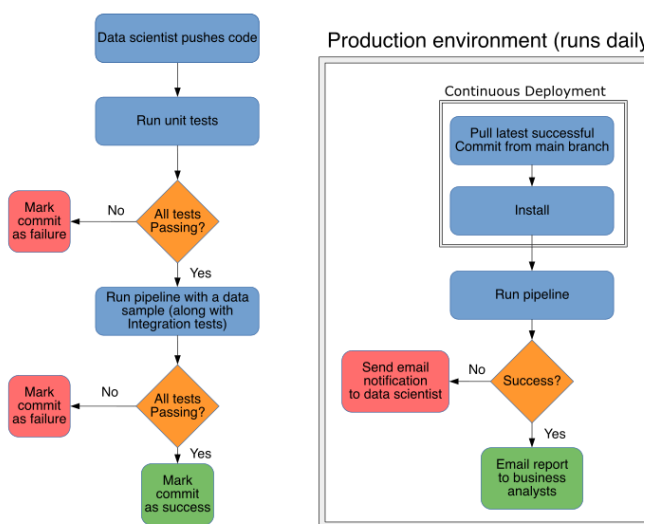 Data scientist pushes code
Run unit tests
All tests
Passing?
No
Mark
commit
as failure
Yes
Run pipeline with a data
sample (along with
Integration tests)
All tests
Passing?
No
Mark
commit
as failure
Yes
Mark
commit
as success
Production environment (runs daily
Continuous Deployment
Pull latest successful
Commit from main branch
Install
Run pipeline
Success?
No
Send email
notification
to data scientist
Yes
Email report
to business
analysts